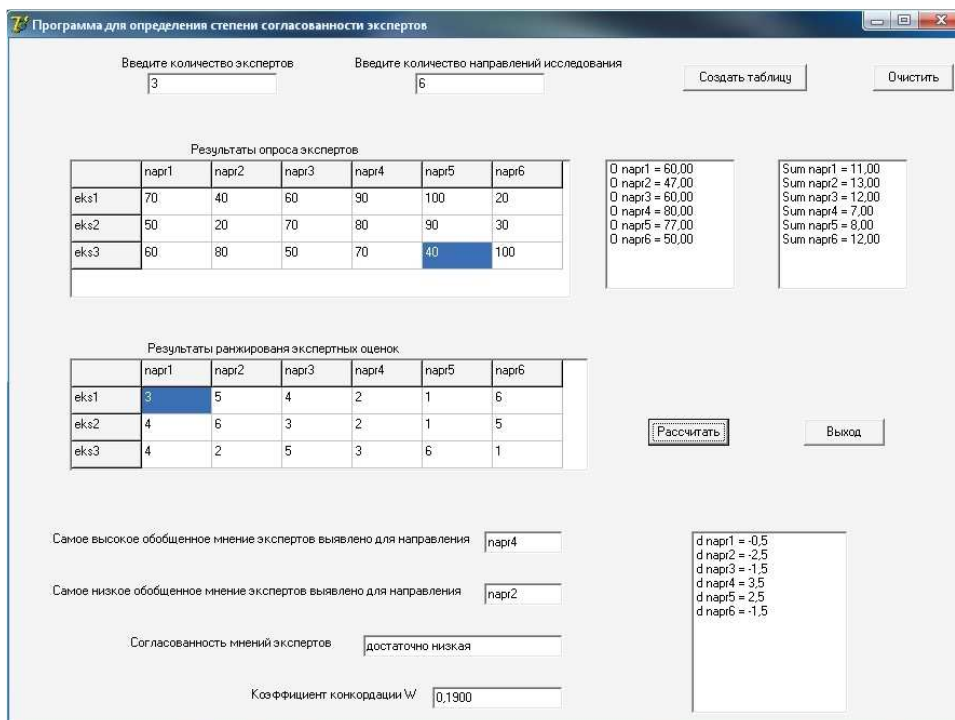 Программа для определения степени согласованности экспертов
Введите количество экспертов
3
Введите количество направлений исследования
6
Создать таблицу
Очистить
Результаты опроса экспертов
напr1 напr2 напr3 напr4 напr5 напr6
eks1 70 40 60 90 100 20
eks2 50 20 70 80 90 30
eks3 60 80 50 70 40 100
O napr1 = 60,00
O napr2 = 47,00
O napr3 = 60,00
O napr4 = 80,00
O napr5 = 77,00
O napr6 = 50,00
Sum napr1 = 11,00
Sum napr2 = 13,00
Sum napr3 = 12,00
Sum napr4 = 7,00
Sum napr5 = 8,00
Sum napr6 = 12,00
Результаты ранжированя экспертных оценок
napr1 napr2 napr3 napr4 napr5 napr6
eks1 3 5 4 2 1 6
eks2 4 6 3 2 1 5
eks3 4 2 5 3 6 1
Рассчитать
Выход
Самое высокое обобщенное мнение экспертов выявлено для направления
napr4
Самое низкое обобщенное мнение экспертов выявлено для направления
napr2
Согласованность мнений экспертов
достаточно низкая
Коэффициент конкордации W
0,1900
d napr1 = -0,5
d napr2 = -2,5
d napr3 = -1,5
d napr4 = 3,5
d napr5 = 2,5
d napr6 = -1,5